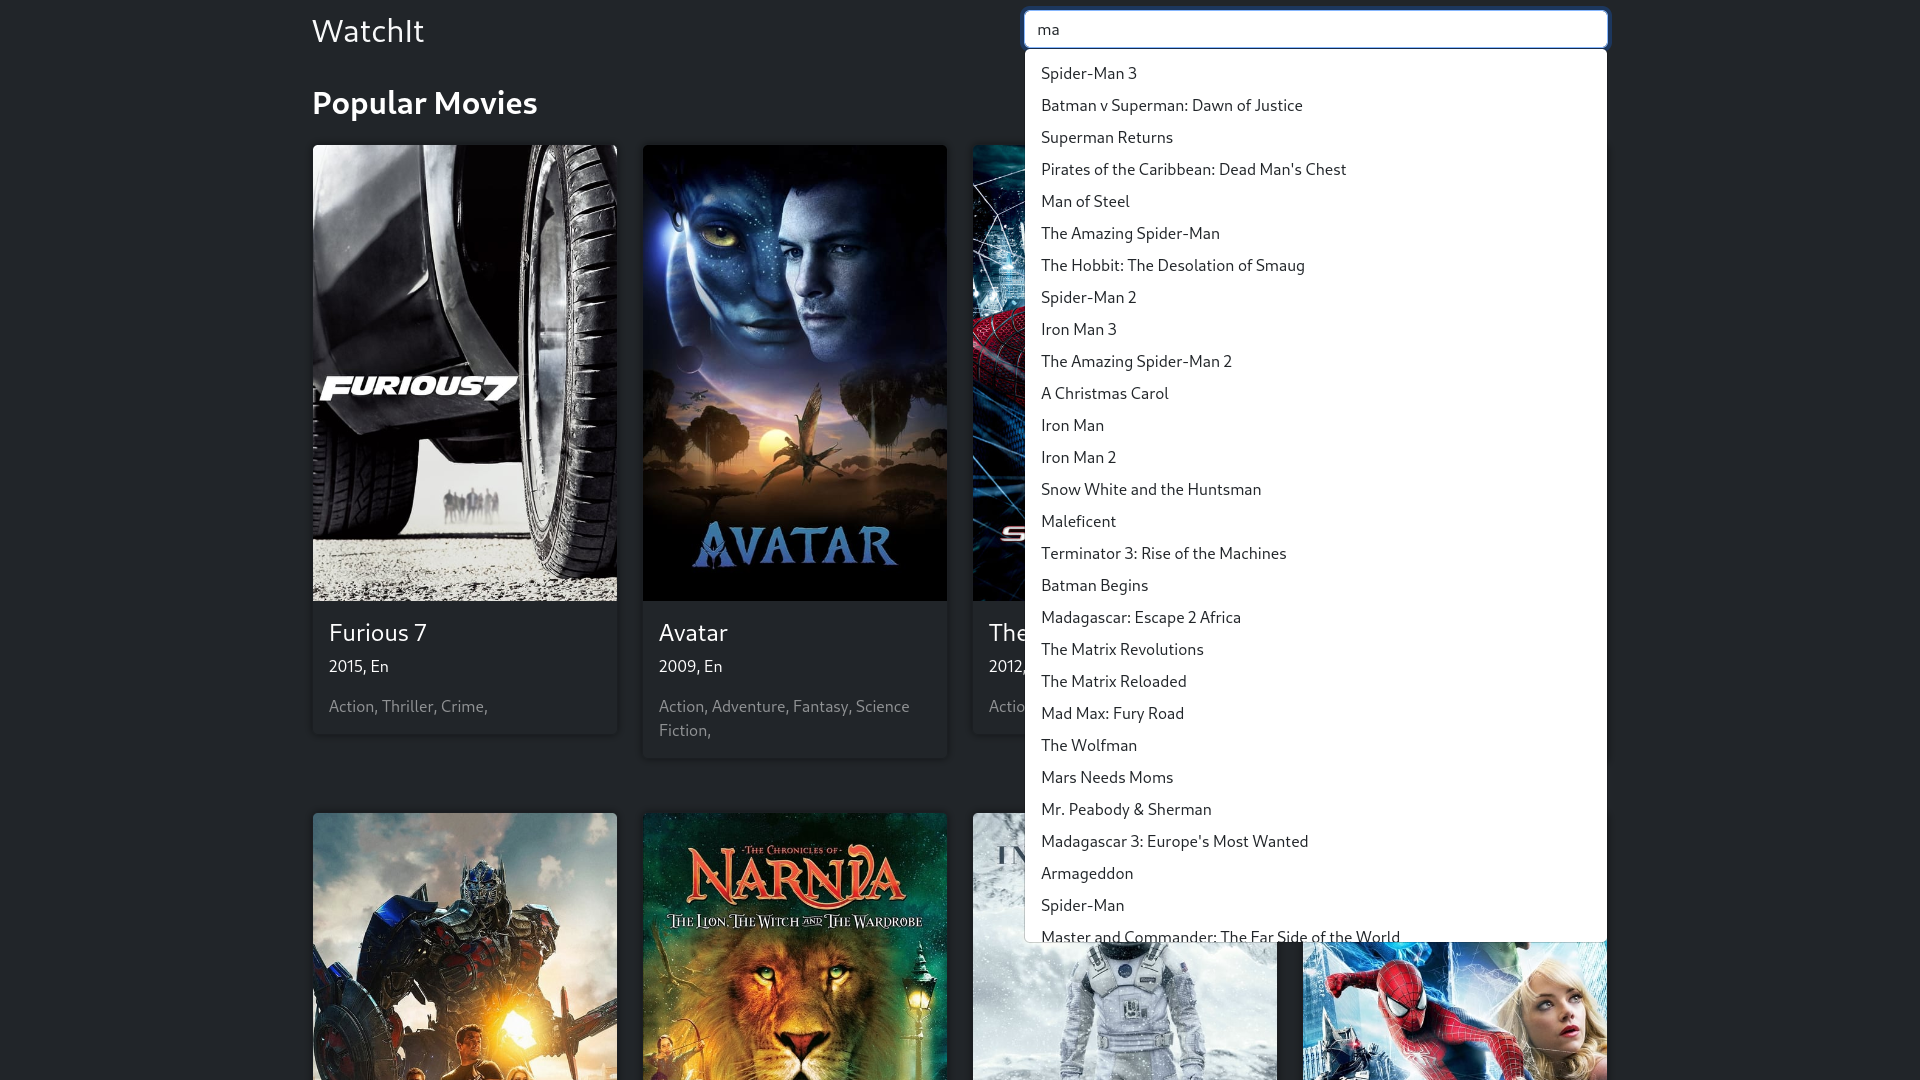 WatchIt
ma
Popular Movies
Spider-Man 3
Batman v Superman: Dawn of Justice
Superman Returns
Pirates of the Caribbean: Dead Man's Chest
Man of Steel
The Amazing Spider-Man
The Hobbit: The Desolation of Smaug
Spider-Man 2
Iron Man 3
The Amazing Spider-Man 2
A Christmas Carol
Iron Man
Iron Man 2
Snow White and the Huntsman
Maleficent
Terminator 3: Rise of the Machines
Batman Begins
Madagascar: Escape 2 Africa
The Matrix Revolutions
The Matrix Reloaded
Mad Max: Fury Road
The Wolfman
Mars Needs Moms
Mr. Peabody & Sherman
Madagascar 3: Europe's Most Wanted
Armageddon
Spider-Man
Master and Commander: The Far Side of the World
FURIOUS 7
AVATAR
S
Furious 7
2015, En
Action, Thriller, Crime,
Avatar
2009, En
Action, Adventure, Fantasy, Science
Fiction,
The
2012,
Actio
THE CHRONICLES OF
NARNIA
THE LION, THE WITCH AND THE WARDROBE
IN